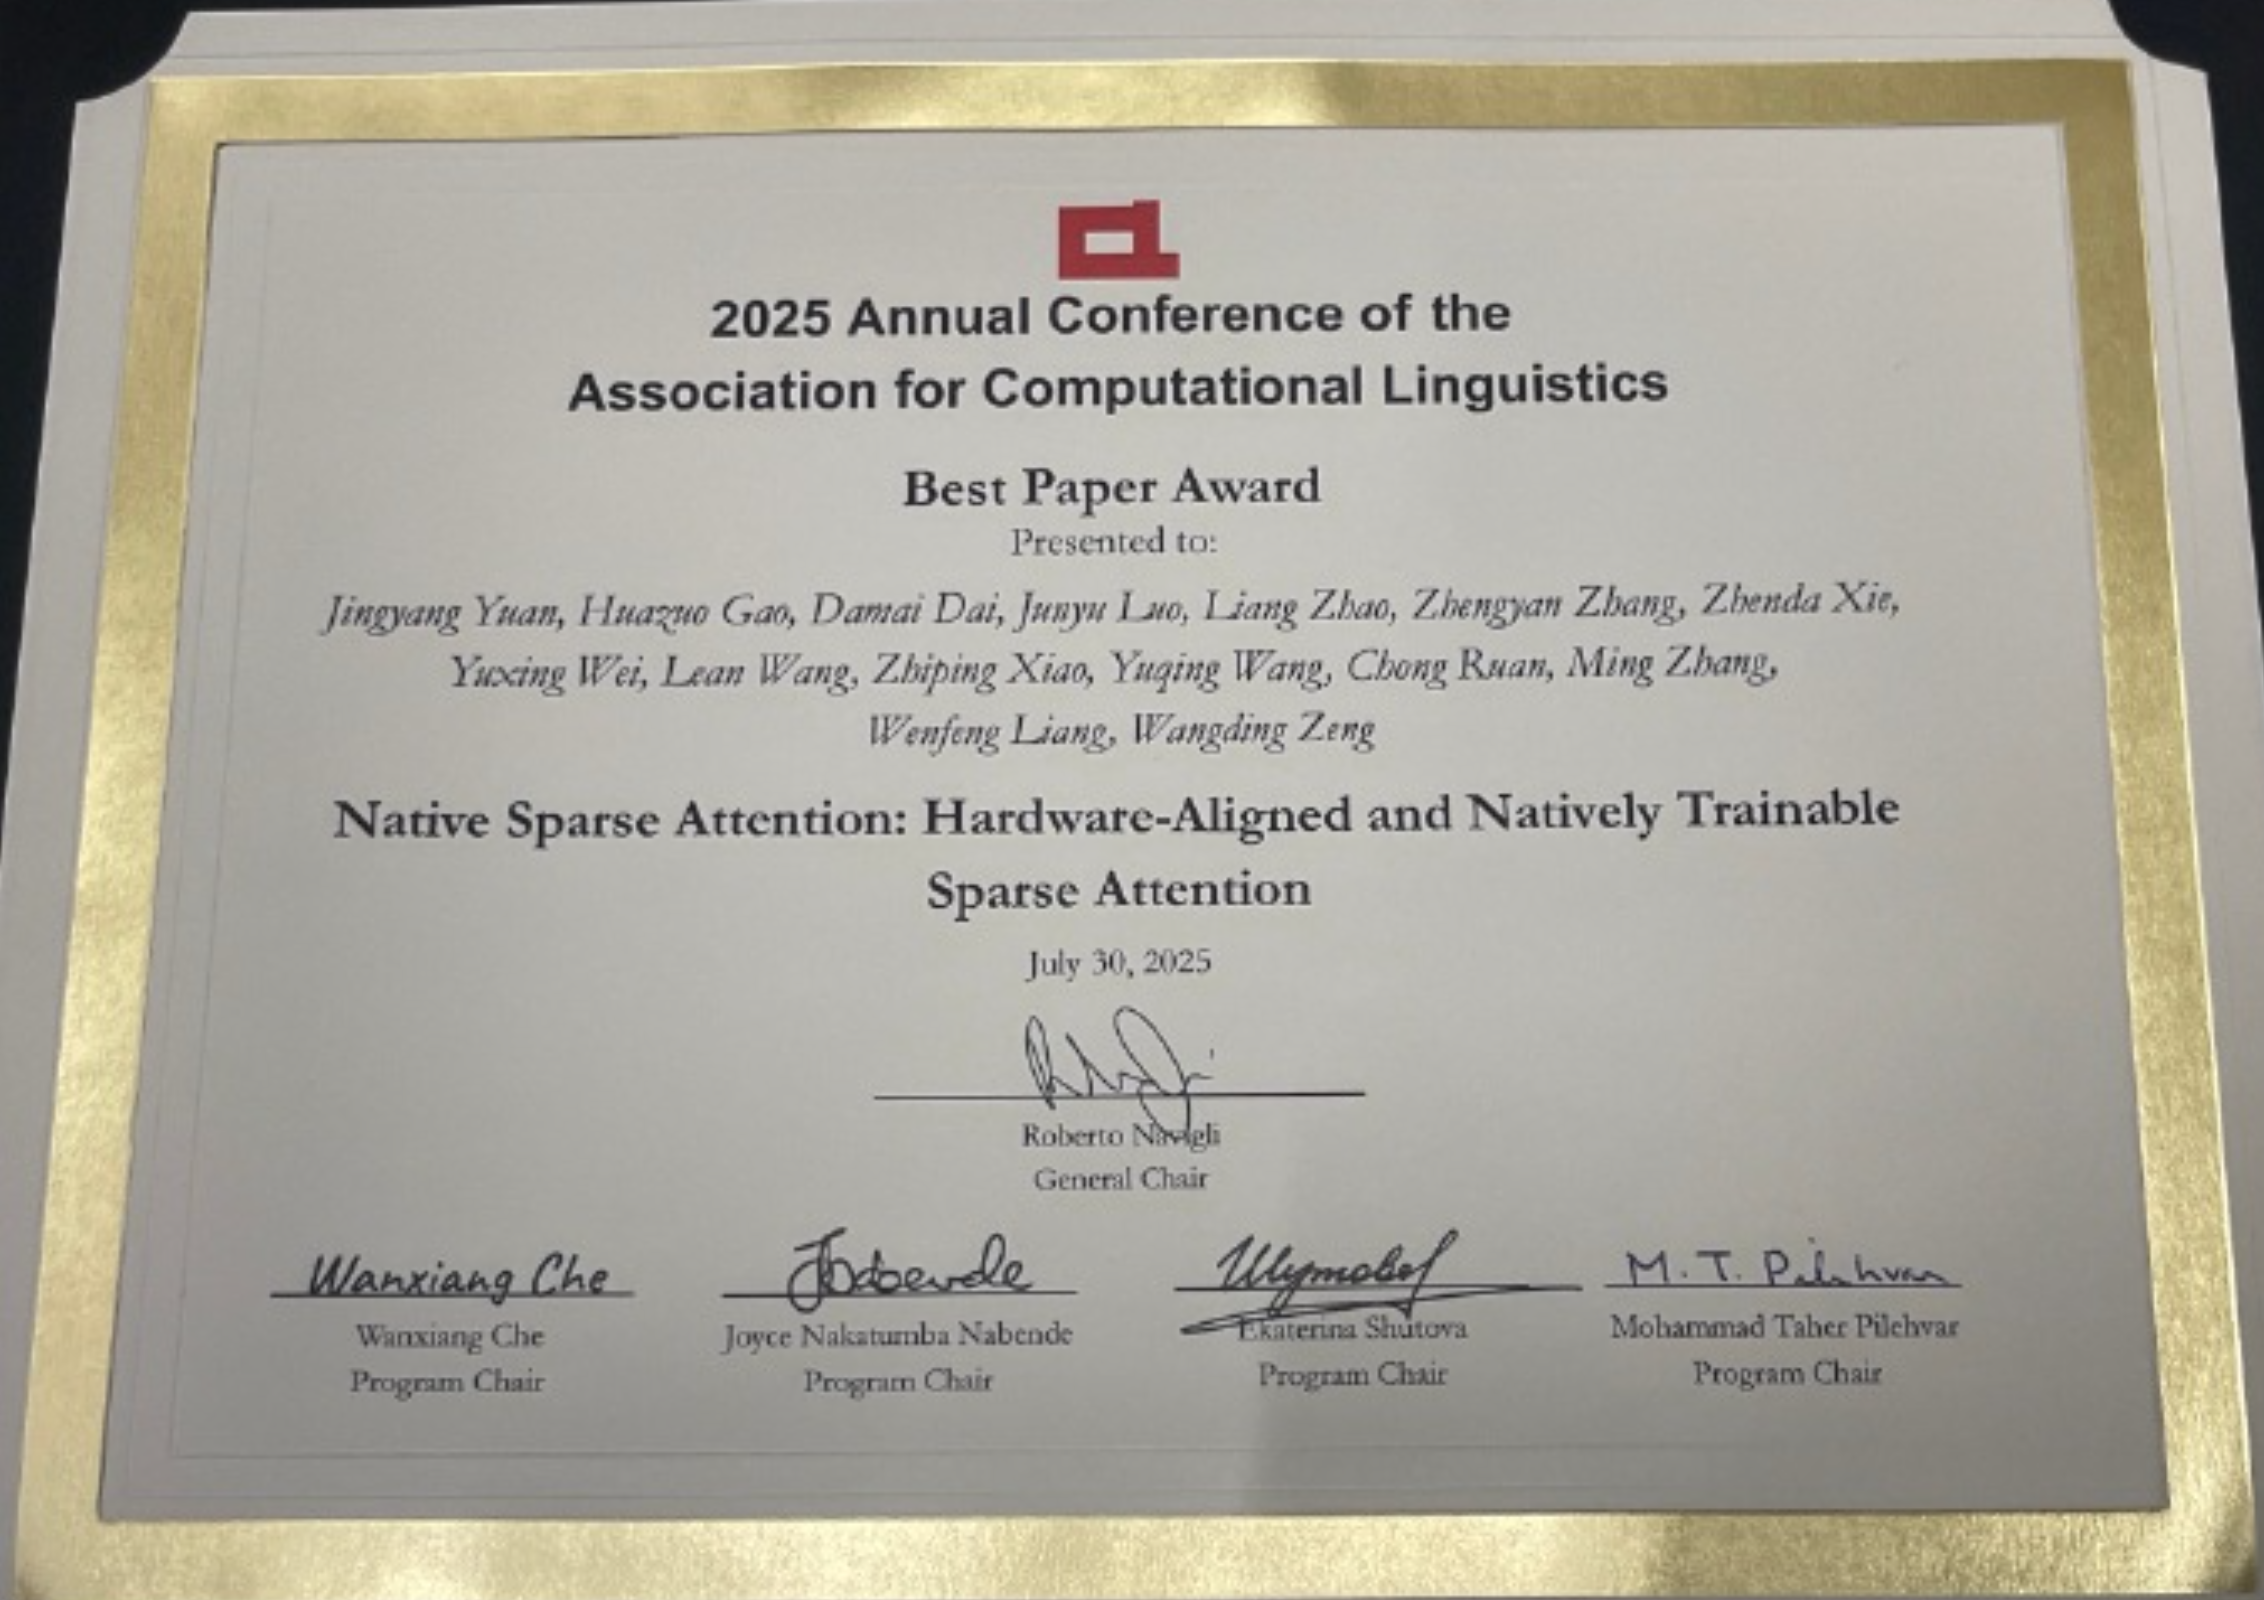 2025 Annual Conference of the
Association for Computational Linguistics
Best Paper Award
Presented to:
Jingyang Yuan, Huazuo Gao, Damai Dai, Junyu Luo, Liang Zhao, Zhengyan Zhang, Zhenda Xie,
Yuxing Wei, Lean Wang, Zhiping Xiao, Yuqing Wang, Chong Ruan, Ming Zhang,
Wenfeng Liang, Wangding Zeng
Native Sparse Attention: Hardware-Aligned and Natively Trainable
Sparse Attention
July 30, 2025
Roberto Navigli
General Chair
Wanxiang Che
M. T. Pilehvar
Wanxiang Che
Joyce Nakatumba Nabende
Ekaterina Shutova
Mohammad Taher Pilehvar
Program Chair
Program Chair
Program Chair
Program Chair